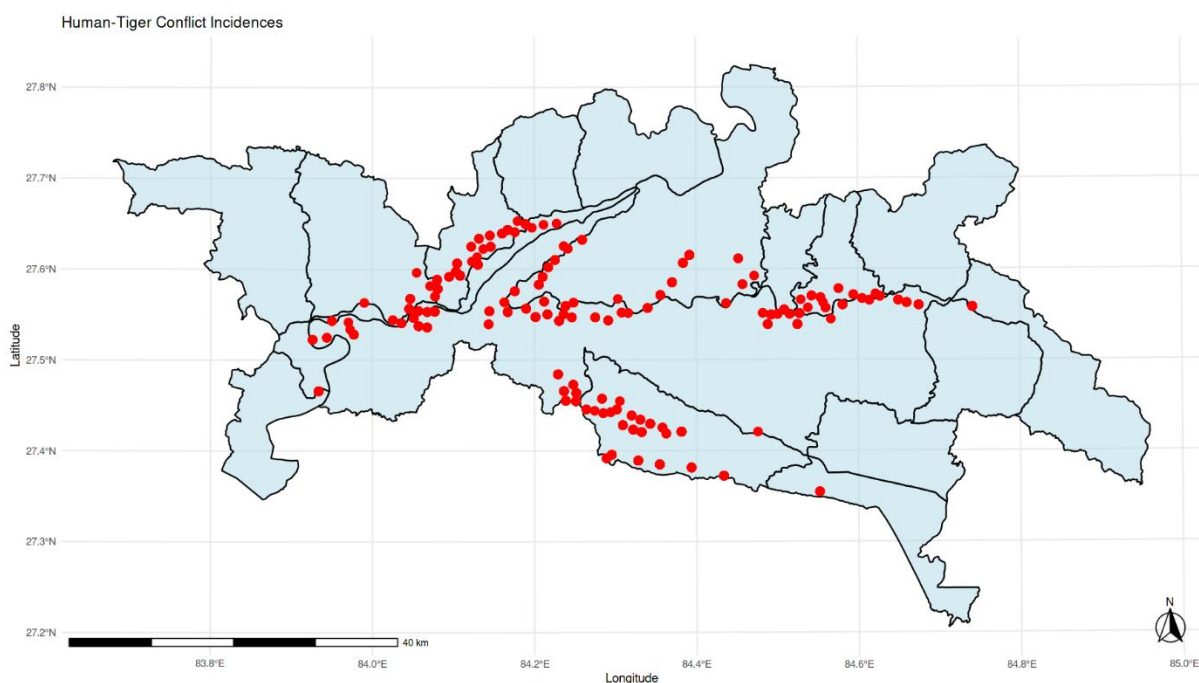 Human-Tiger Conflict Incidences
27.8°N
27.7°N
27.6°N
27.5°N
27.4°N
27.3°N
27.2°N
Latitude
N
40 km
83.8°E
84.0°E
84.2°E
84.4°E
84.6°E
84.8°E
85.0°E
Longitude